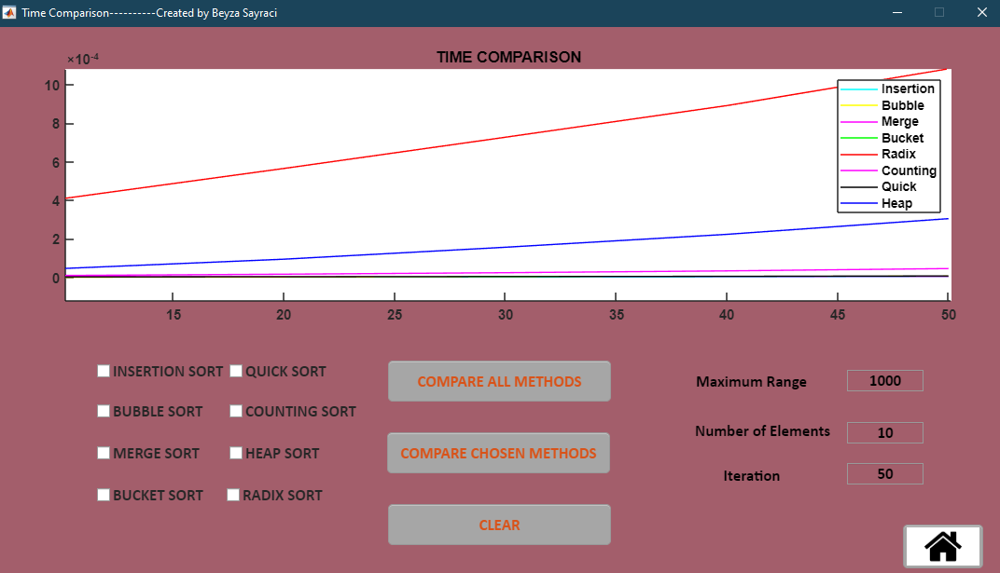 Time Comparison----------Created by Beyza Sayraci
TIME COMPARISON
×10-4
10
8
6
4
2
0
15 20 25 30 35 40 45 50
Insertion
Bubble
Merge
Bucket
Radix
Counting
Quick
Heap
INSERTION SORT QUICK SORT
BUBBLE SORT COUNTING SORT
MERGE SORT HEAP SORT
BUCKET SORT RADIX SORT
COMPARE ALL METHODS
COMPARE CHOSEN METHODS
CLEAR
Maximum Range 1000
Number of Elements 10
Iteration 50